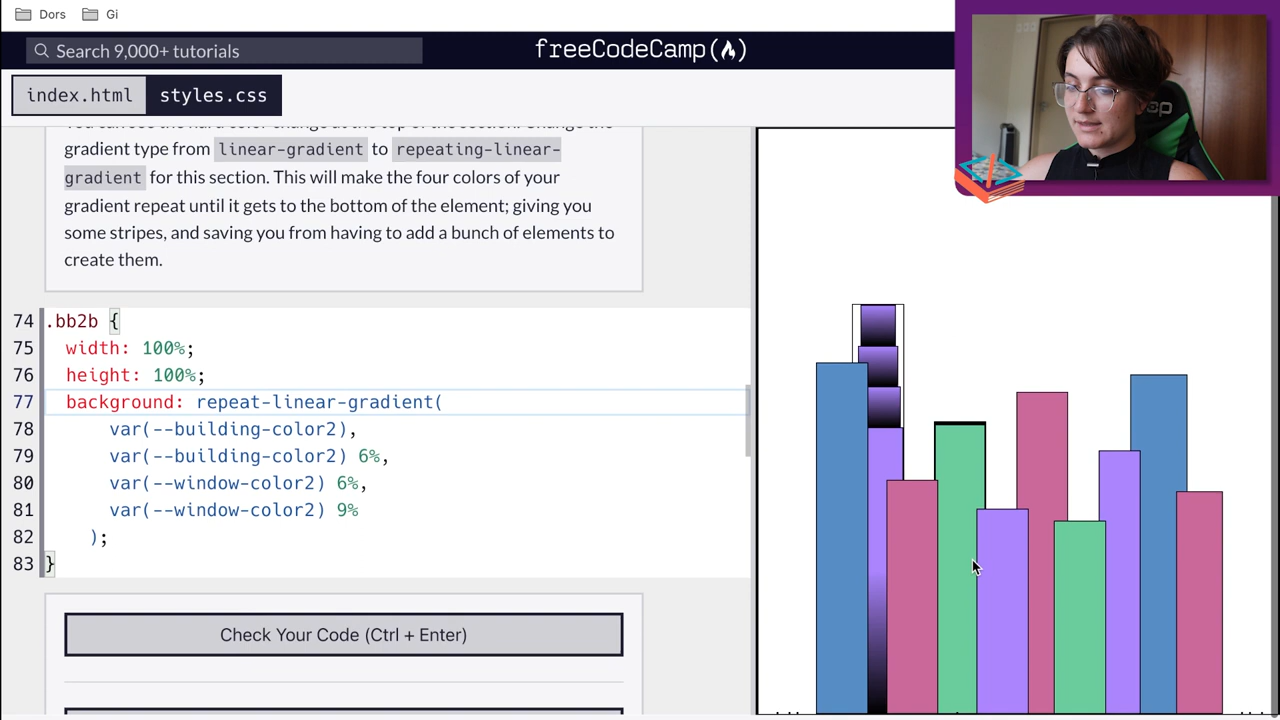 Dors Gi
Search 9,000+ tutorials
freeCodeCamp(🔥)
index.html styles.css
gradient type from linear-gradient to repeating-linear-
gradient for this section. This will make the four colors of your
gradient repeat until it gets to the bottom of the element; giving you
some stripes, and saving you from having to add a bunch of elements to
create them.
74 .bb2b {
75 width: 100%;
76 height: 100%;
77 background: repeat-linear-gradient(
78 var(--building-color2),
79 var(--building-color2) 6%,
80 var(--window-color2) 6%,
81 var(--window-color2) 9%
82 );
83 }
Check Your Code (Ctrl + Enter)